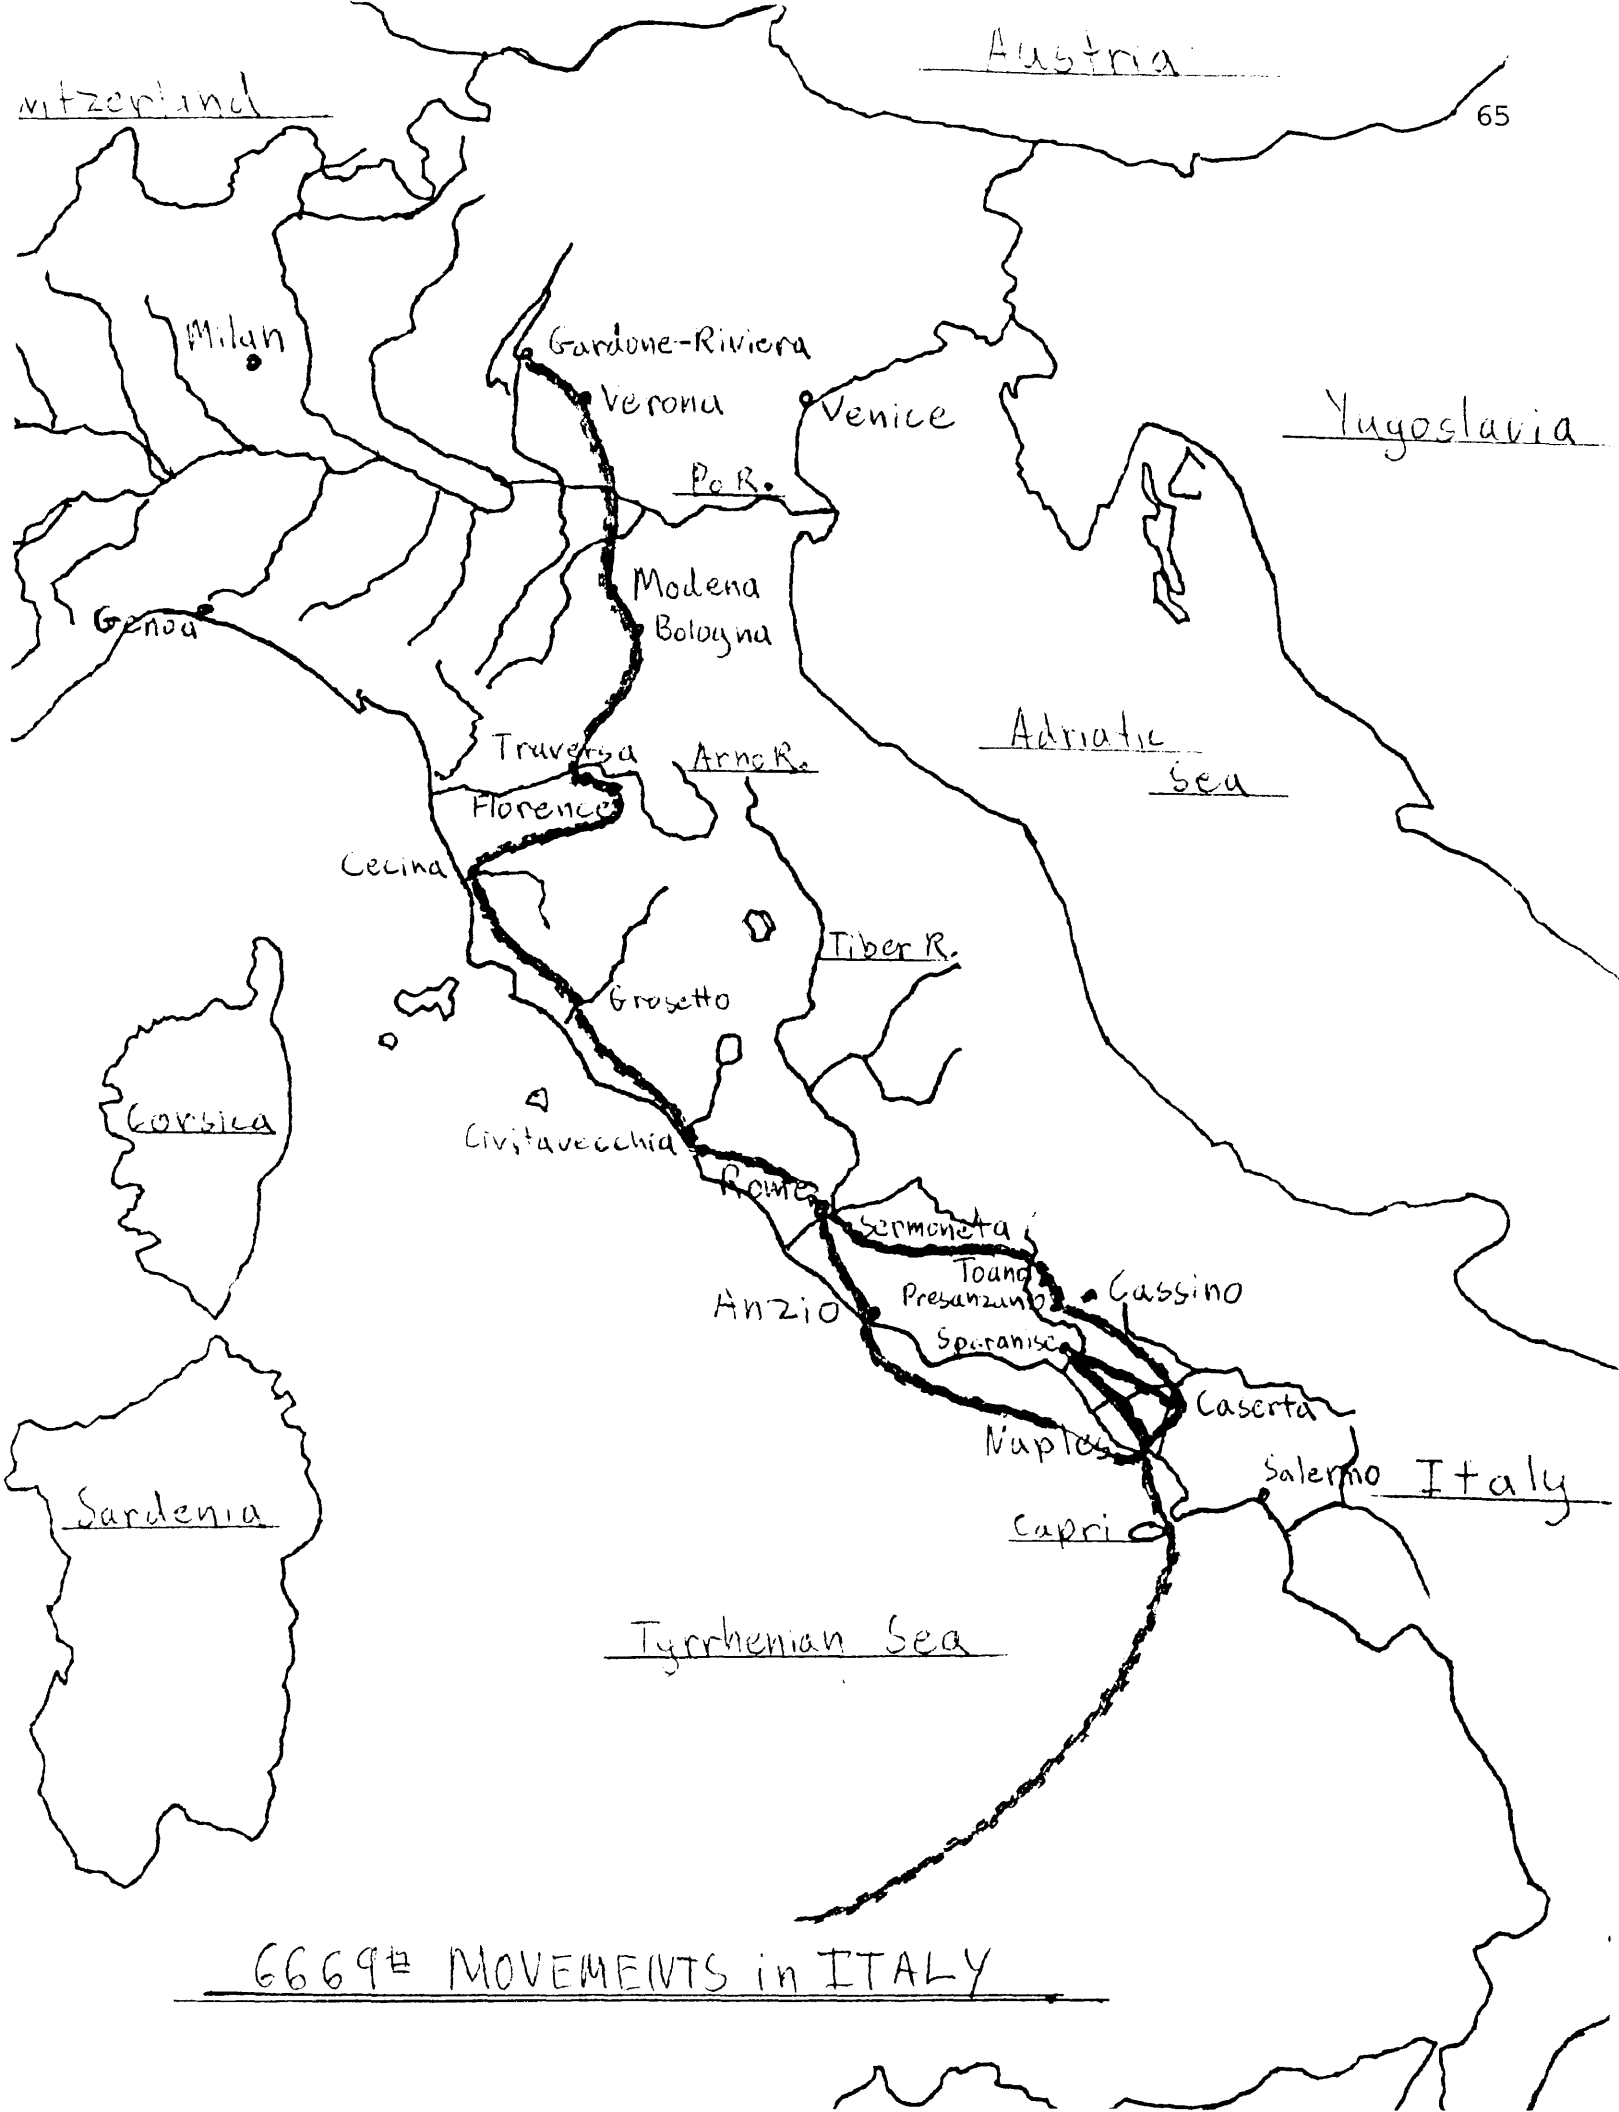 Austria
witzerland
65
Milan
Gardone-Riviera
Verona
Venice
Yugoslavia
Po R.
Modena
Genoa
Bologna
Adriatic
Sea
Traversa
Arno R.
Florence
Cecina
Tiber R.
Grosetto
Corsica
Civitavecchia
Rome
Sermoneta
Toano
Cassino
Presanzano
Anzio
Sparanise
Caserta
Naples
Salermo
Italy
Sardenia
Capri
Tyrrhenian Sea
6669th MOVEMENTS in ITALY